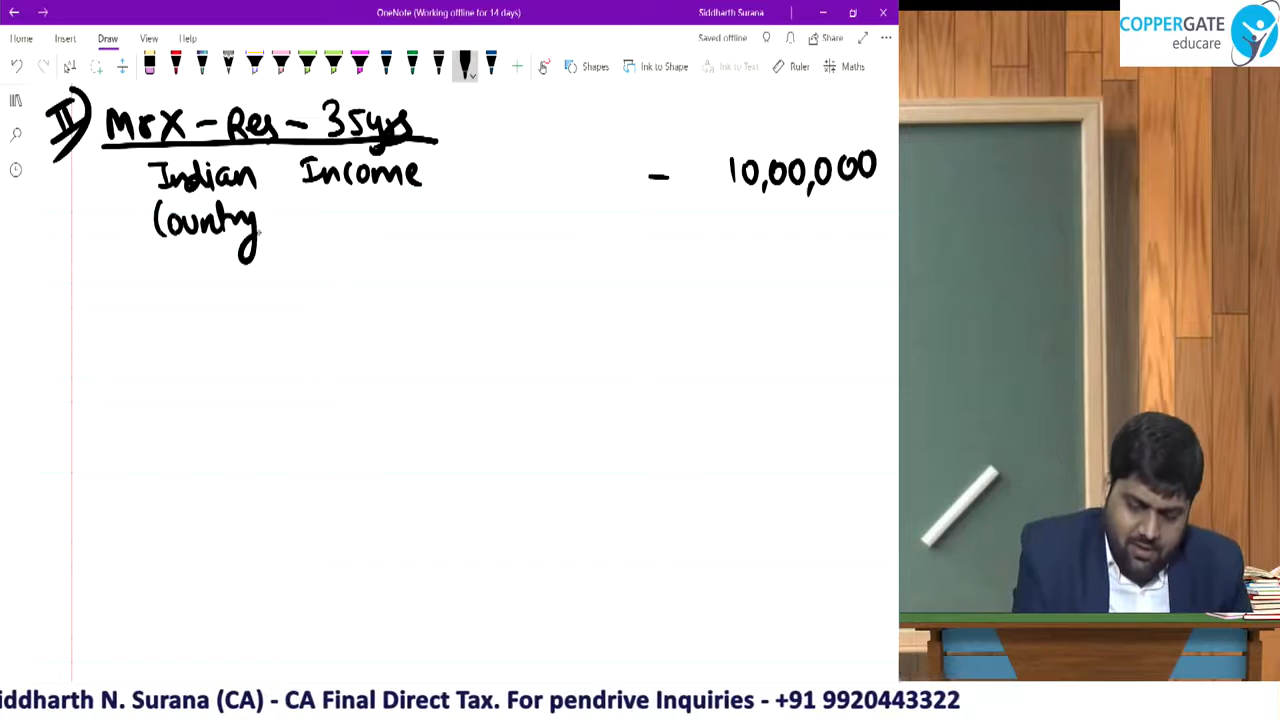 OneNote (Working offline for 14 days)
Siddharth Surana
Home Insert Draw View Help
Saved offline Share
Shapes Ink to Shape Ink to Text Ruler Maths
II) Mr X - Res - 35yrs
Indian Income - 10,00,000
Country
COPPERGATE
educare
iddharth N. Surana (CA) - CA Final Direct Tax. For pendrive Inquiries - +91 9920443322